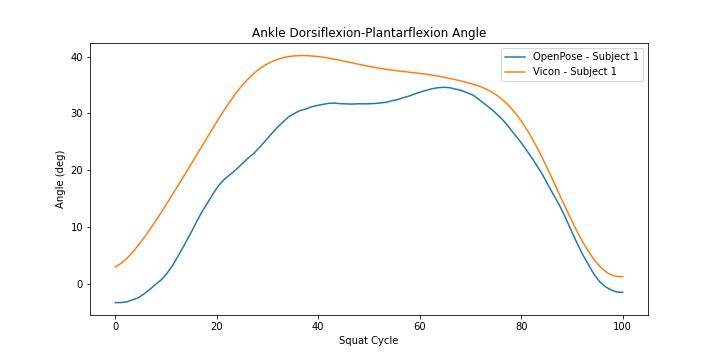 Ankle Dorsiflexion-Plantarflexion Angle
OpenPose - Subject 1
Vicon - Subject 1
40
30
20
10
0
Angle (deg)
0 20 40 60 80 100
Squat Cycle